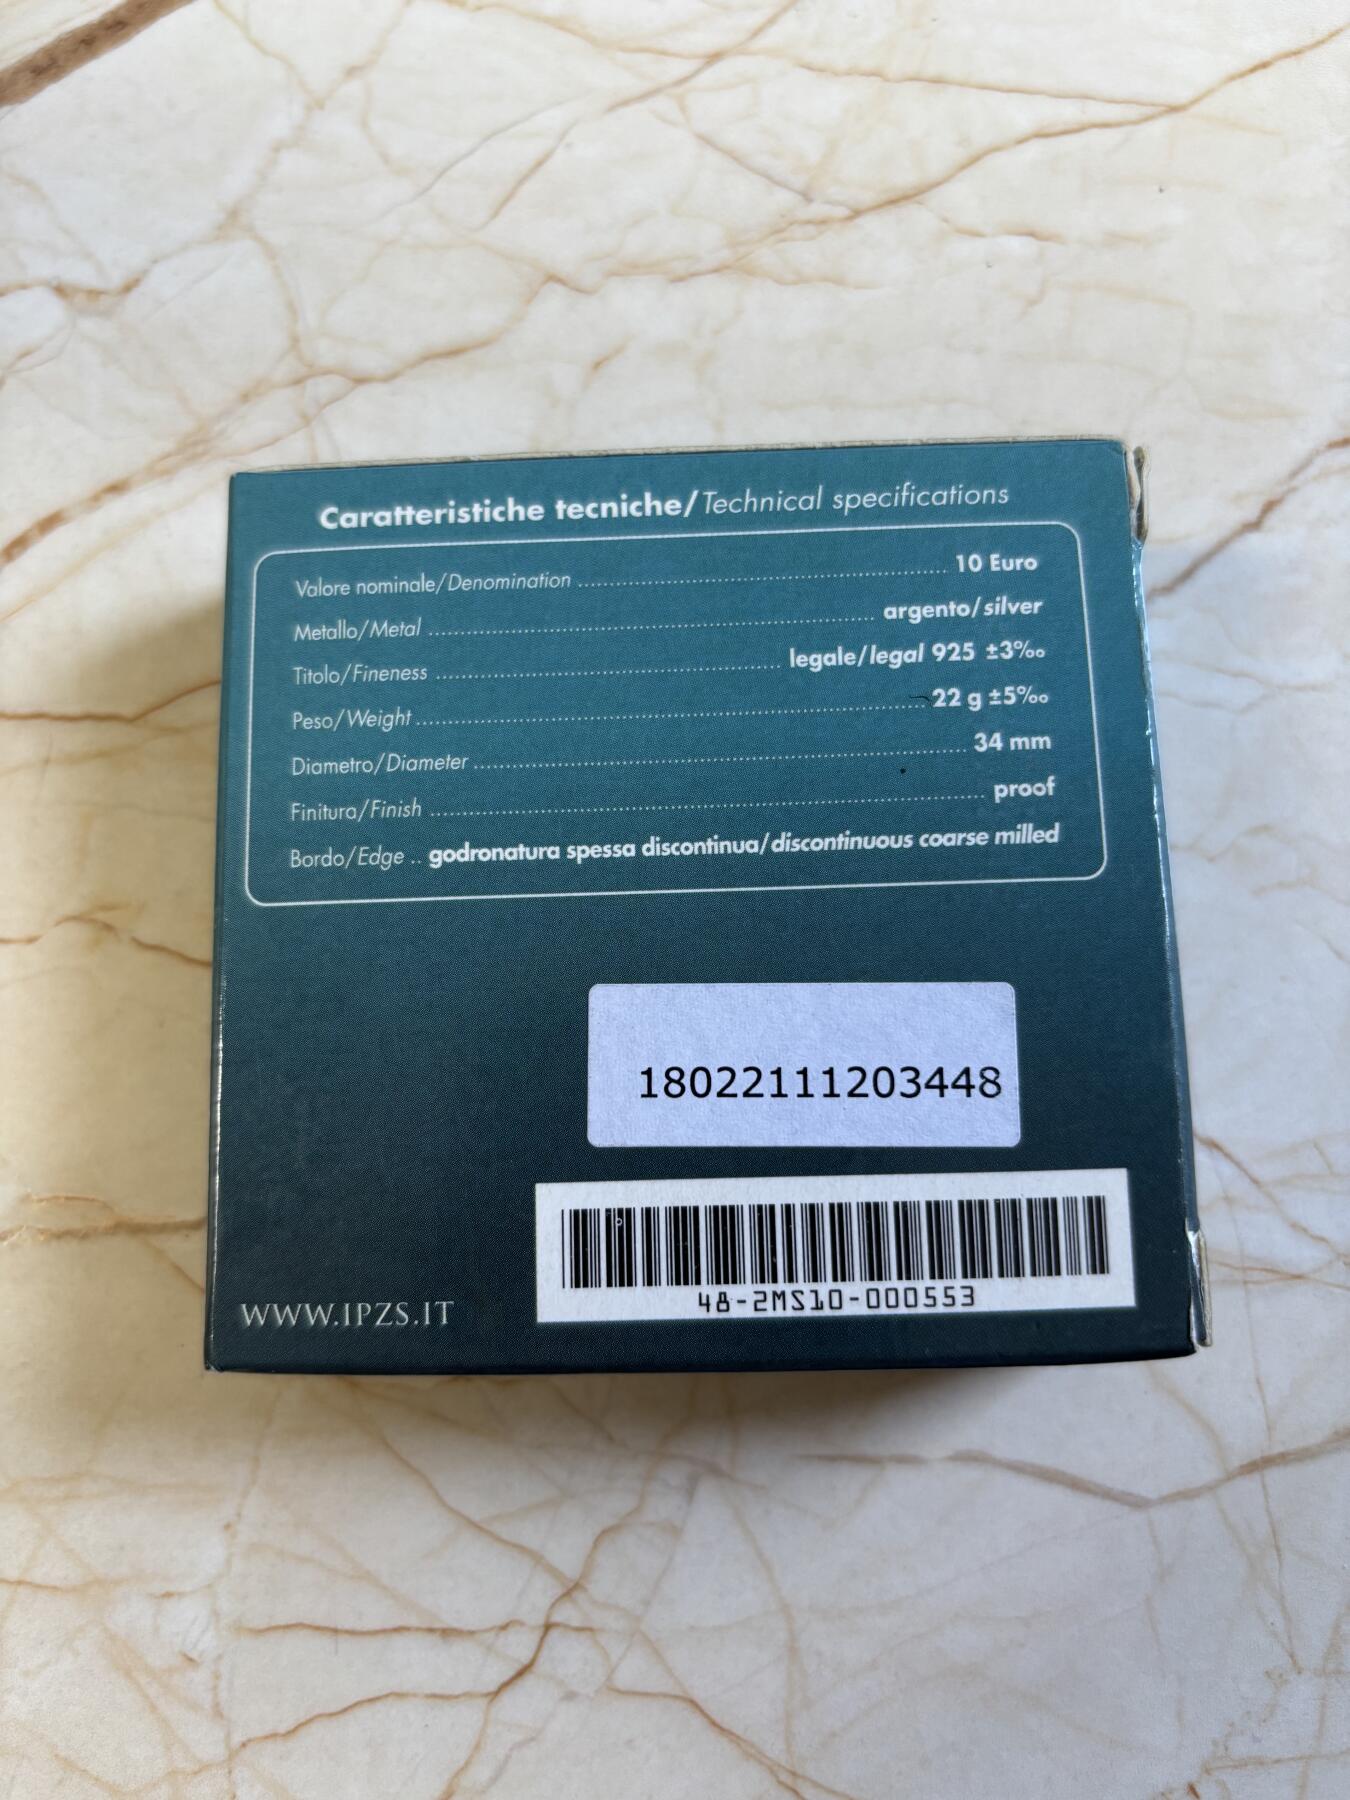 Caratteristiche tecniche/Technical specifications
Valore nominale/Denomination ........ 10 Euro
Metallo/Metal ........ argento/silver
Titolo/Fineness ........ legale/legal 925 ±3‰
Peso/Weight ........ 22 g ±5‰
Diametro/Diameter ........ 34 mm
Finitura/Finish ........ proof
Bordo/Edge .. godronatura spessa discontinua/discontinuous coarse milled
18022111203448
48-2MS10-000553
WWW.IPZS.IT